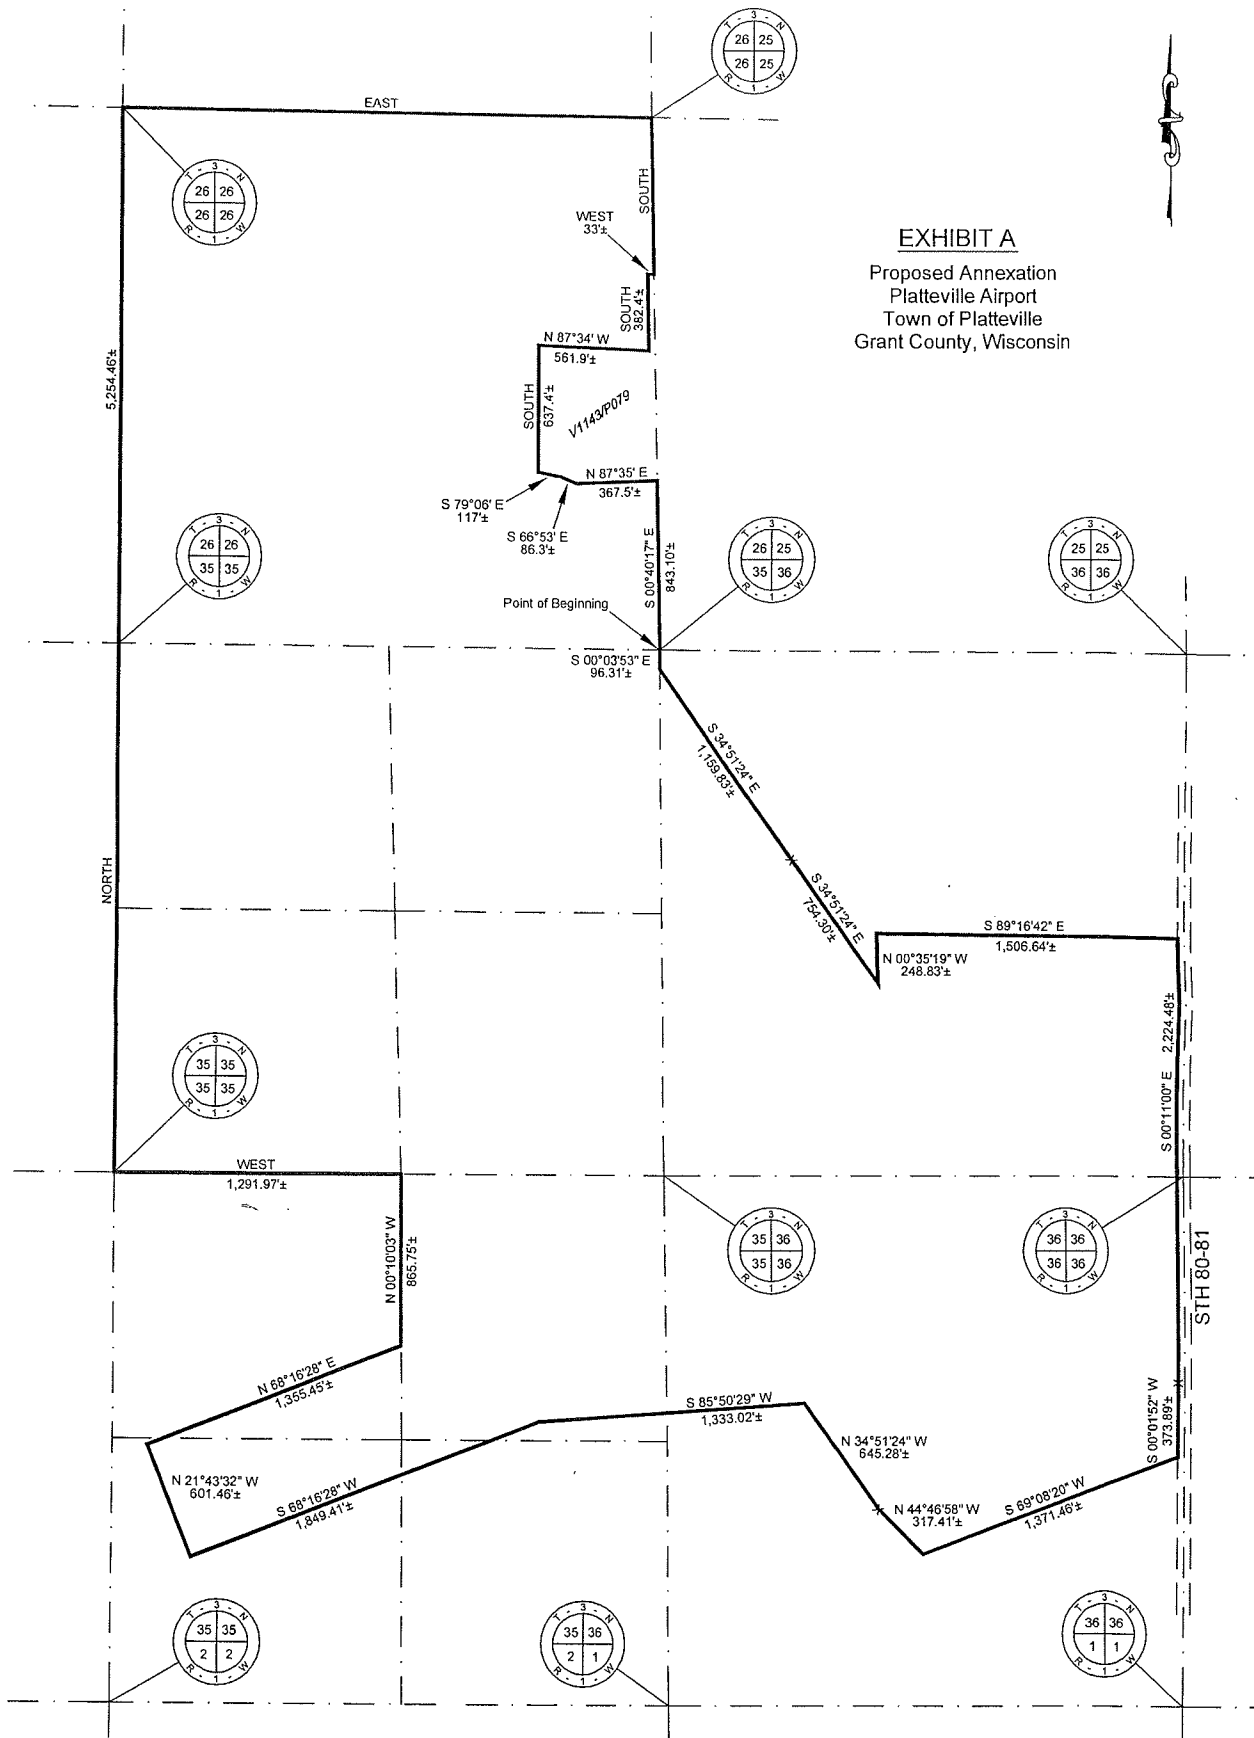 T - 3 - N
26 25
26 25
R - 1 - W
EAST
T - 3 - N
26 26
26 26
R - 1 - W
SOUTH
WEST
33'±
EXHIBIT A
Proposed Annexation
Platteville Airport
Town of Platteville
Grant County, Wisconsin
SOUTH
382.4'±
N 87°34' W
561.9'±
5,254.46'±
SOUTH
637.4'±
V1143/P079
N 87°35' E
367.5'±
S 79°06' E
117'±
S 66°53' E
86.3'±
T - 3 - N
26 26
35 35
R - 1 - W
S 00°40'17" E
843.10'±
T - 3 - N
26 25
35 36
R - 1 - W
T - 3 - N
25 25
36 36
R - 1 - W
Point of Beginning
S 00°03'53" E
96.31'±
S 34°51'24" E
1,159.83'±
NORTH
S 34°51'24" E
754.30'±
S 89°16'42" E
1,506.64'±
N 00°35'19" W
248.83'±
S 00°11'00" E 2,224.48'±
T - 3 - N
35 35
35 35
R - 1 - W
WEST
1,291.97'±
N 00°10'03" W
865.75'±
T - 3 - N
35 36
35 36
R - 1 - W
T - 3 - N
36 36
36 36
R - 1 - W
STH 80-81
N 68°16'28" E
1,355.45'±
S 85°50'29" W
1,333.02'±
S 00°01'52" W
373.89'±
N 34°51'24" W
645.28'±
N 21°43'32" W
601.46'±
S 68°16'28" W
1,849.41'±
N 44°46'58" W
317.41'±
S 69°08'20" W
1,371.46'±
T - 3 - N
35 35
2 2
R - 1 - W
T - 3 - N
35 36
2 1
R - 1 - W
T - 3 - N
36 36
1 1
R - 1 - W